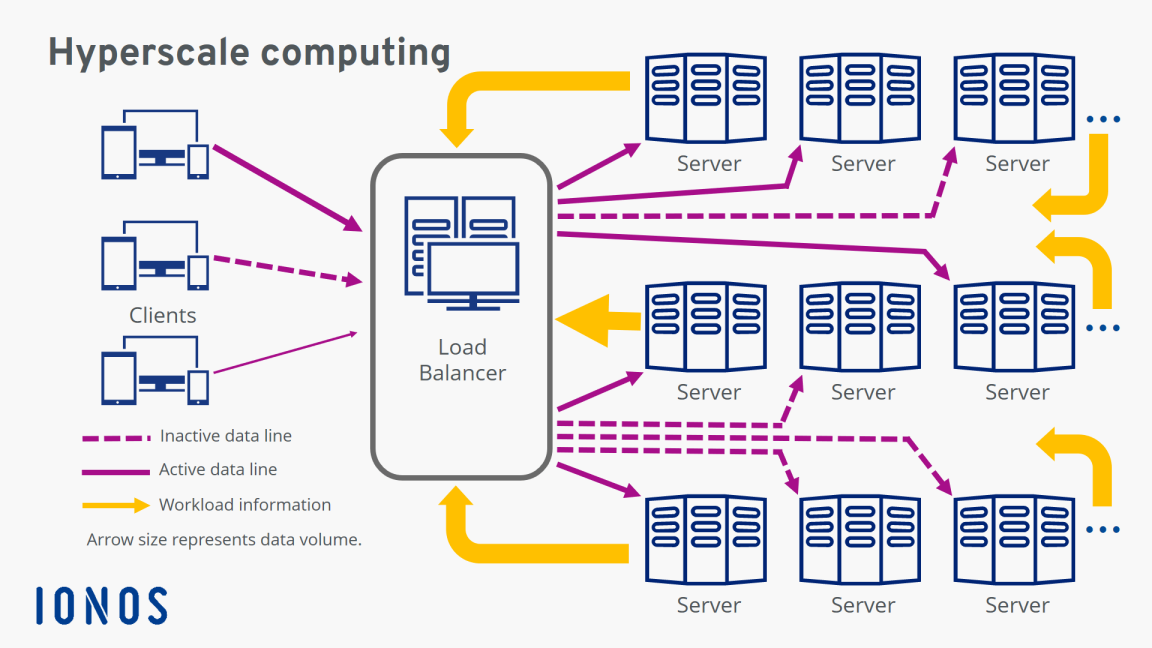 Hyperscale computing
Server
Server
Server
Clients
Load
Balancer
Server
Server
Server
Inactive data line
Active data line
Workload information
Arrow size represents data volume.
Server
Server
Server
IONOS